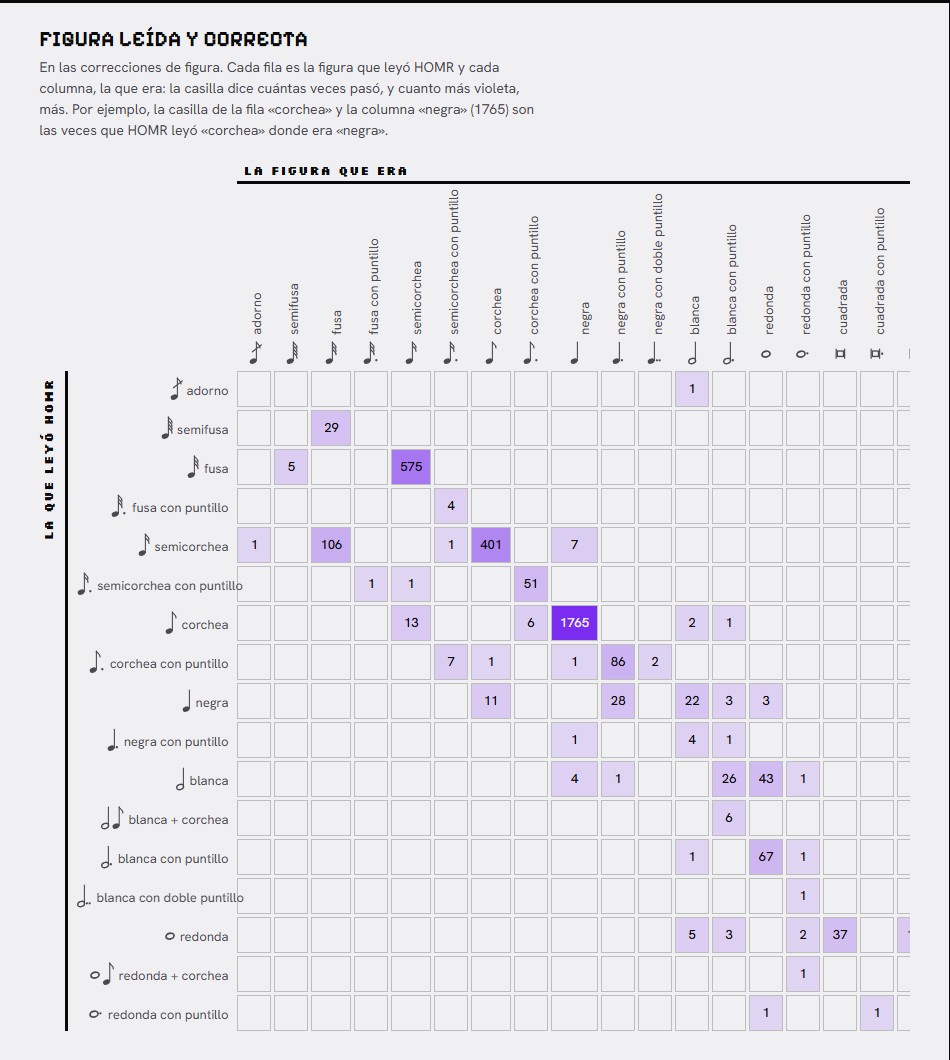 FIGURA LEÍDA Y CORRECTA
En las correcciones de figura. Cada fila es la figura que leyó HOMR y cada
columna, la que era: la casilla dice cuántas veces pasó, y cuanto más violeta,
más. Por ejemplo, la casilla de la fila «corchea» y la columna «negra» (1765) son
las veces que HOMR leyó «corchea» donde era «negra».
LA FIGURA QUE ERA
adorno
semifusa
fusa
fusa con puntillo
semicorchea
semicorchea con puntillo
corchea
corchea con puntillo
negra
negra con puntillo
negra con doble puntillo
blanca
blanca con puntillo
redonda
redonda con puntillo
cuadrada
cuadrada con puntillo
LA QUE LEYÓ HOMR
adorno 1
semifusa 29
fusa 5 575
fusa con puntillo 4
semicorchea 1 106 1 401 7
semicorchea con puntillo 1 1 51
corchea 13 6 1765 2 1
corchea con puntillo 7 1 1 86 2
negra 11 28 22 3 3
negra con puntillo 1 4 1
blanca 4 1 26 43 1
blanca + corchea 6
blanca con puntillo 1 67 1
blanca con doble puntillo 1
redonda 5 3 2 37
redonda + corchea 1
redonda con puntillo 1 1